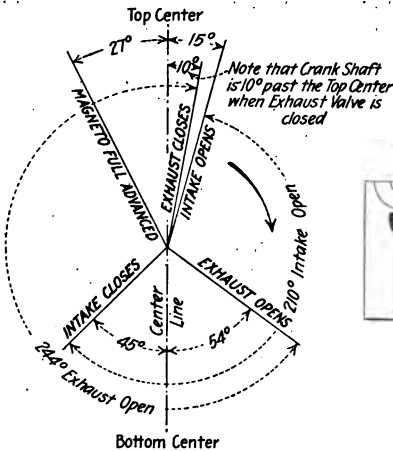 Top Center
27°
15°
10°
Note that Crank Shaft
is 10° past the Top Center
when Exhaust Valve is
closed
MAGNETO FULL ADVANCED
EXHAUST CLOSES
INTAKE OPENS
210° Intake Open
INTAKE CLOSES
EXHAUST OPENS
Center
Line
45°
54°
244° Exhaust Open
Bottom Center